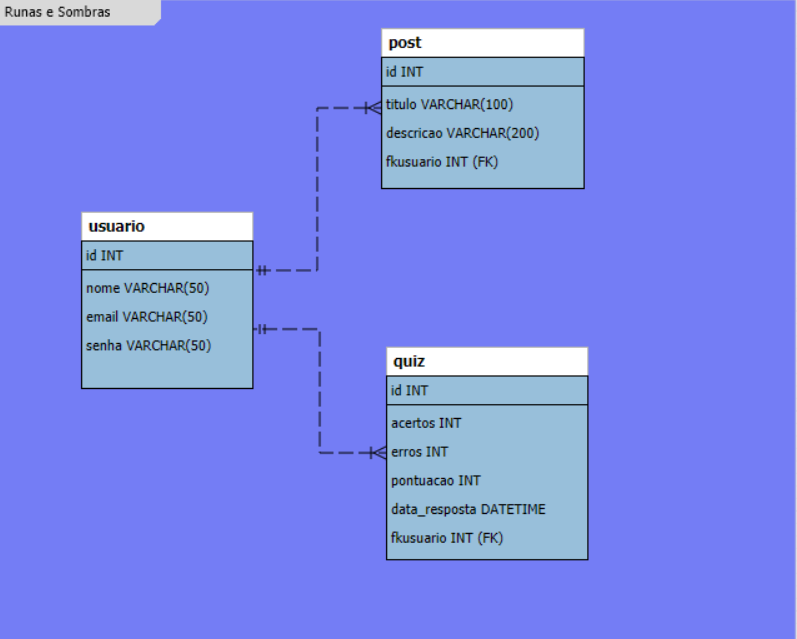 Runas e Sombras
post
id INT
titulo VARCHAR(100)
descricao VARCHAR(200)
fkusuario INT (FK)
usuario
id INT
nome VARCHAR(50)
email VARCHAR(50)
senha VARCHAR(50)
quiz
id INT
acertos INT
erros INT
pontuacao INT
data_resposta DATETIME
fkusuario INT (FK)